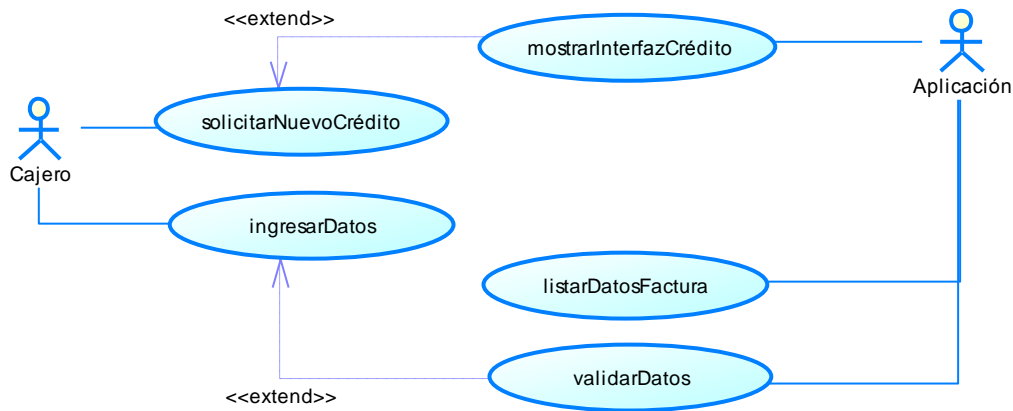 <<extend>>
mostrarInterfazCrédito
Aplicación
solicitarNuevoCrédito
Cajero
ingresarDatos
listarDatosFactura
validarDatos
<<extend>>